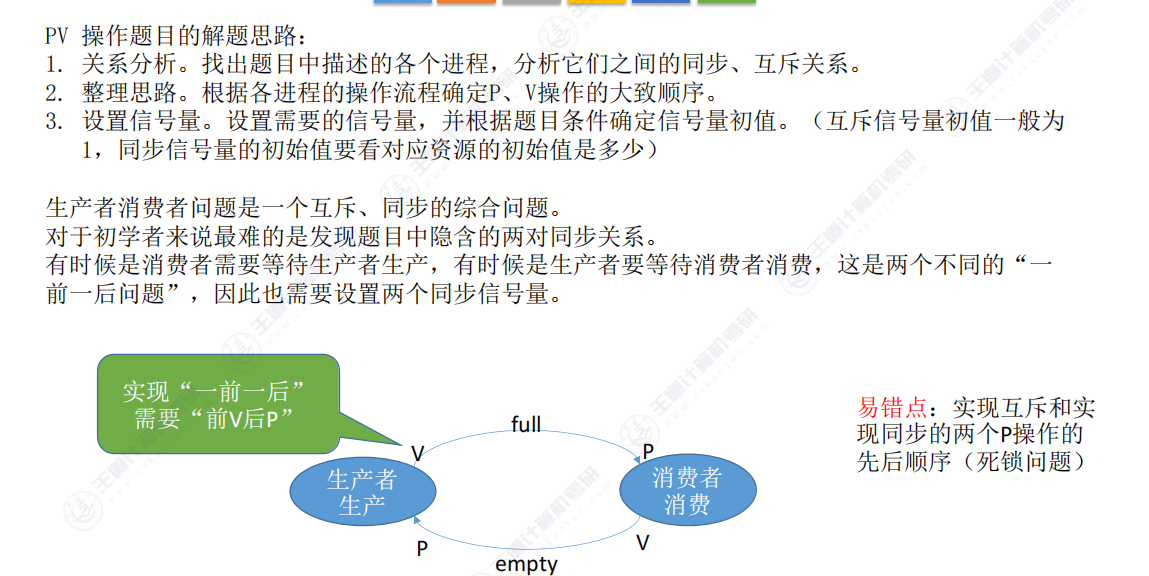 PV 操作题目的解题思路：
1. 关系分析。找出题目中描述的各个进程，分析它们之间的同步、互斥关系。
2. 整理思路。根据各进程的操作流程确定P、V操作的大致顺序。
3. 设置信号量。设置需要的信号量，并根据题目条件确定信号量初值。（互斥信号量初值一般为
1，同步信号量的初始值要看对应资源的初始值是多少）
生产者消费者问题是一个互斥、同步的综合问题。
对于初学者来说最难的是发现题目中隐含的两对同步关系。
有时候是消费者需要等待生产者生产，有时候是生产者要等待消费者消费，这是两个不同的“一
前一后问题”，因此也需要设置两个同步信号量。
实现“一前一后”
需要“前V后P”
full
V
P
生产者
生产
消费者
消费
P
V
empty
易错点：实现互斥和实
现同步的两个P操作的
先后顺序（死锁问题）
王道计算机考研